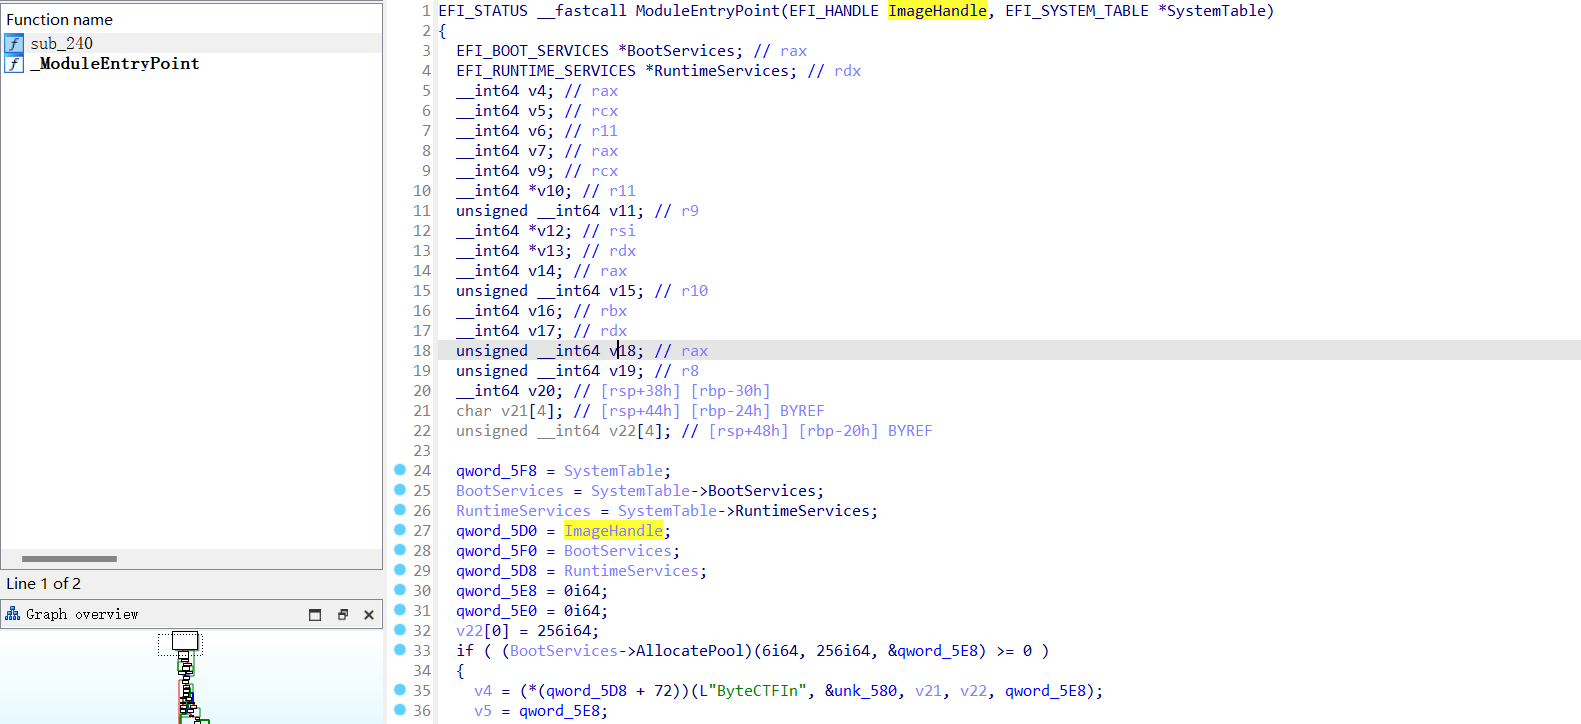 Function name
sub_240
_ModuleEntryPoint
Line 1 of 2
Graph overview
1 EFI_STATUS __fastcall ModuleEntryPoint(EFI_HANDLE ImageHandle, EFI_SYSTEM_TABLE *SystemTable)
2 {
3 EFI_BOOT_SERVICES *BootServices; // rax
4 EFI_RUNTIME_SERVICES *RuntimeServices; // rdx
5 __int64 v4; // rax
6 __int64 v5; // rcx
7 __int64 v6; // r11
8 __int64 v7; // rax
9 __int64 v9; // rcx
10 __int64 *v10; // r11
11 unsigned __int64 v11; // r9
12 __int64 *v12; // rsi
13 __int64 *v13; // rdx
14 __int64 v14; // rax
15 unsigned __int64 v15; // r10
16 __int64 v16; // rbx
17 __int64 v17; // rdx
18 unsigned __int64 v18; // rax
19 unsigned __int64 v19; // r8
20 __int64 v20; // [rsp+38h] [rbp-30h]
21 char v21[4]; // [rsp+44h] [rbp-24h] BYREF
22 unsigned __int64 v22[4]; // [rsp+48h] [rbp-20h] BYREF
23
24 qword_5F8 = SystemTable;
25 BootServices = SystemTable->BootServices;
26 RuntimeServices = SystemTable->RuntimeServices;
27 qword_5D0 = ImageHandle;
28 qword_5F0 = BootServices;
29 qword_5D8 = RuntimeServices;
30 qword_5E8 = 0i64;
31 qword_5E0 = 0i64;
32 v22[0] = 256i64;
33 if ( (BootServices->AllocatePool)(6i64, 256i64, &qword_5E8) >= 0 )
34 {
35 v4 = (*(qword_5D8 + 72))(L"ByteCTFIn", &unk_580, v21, v22, qword_5E8);
36 v5 = qword_5E8;